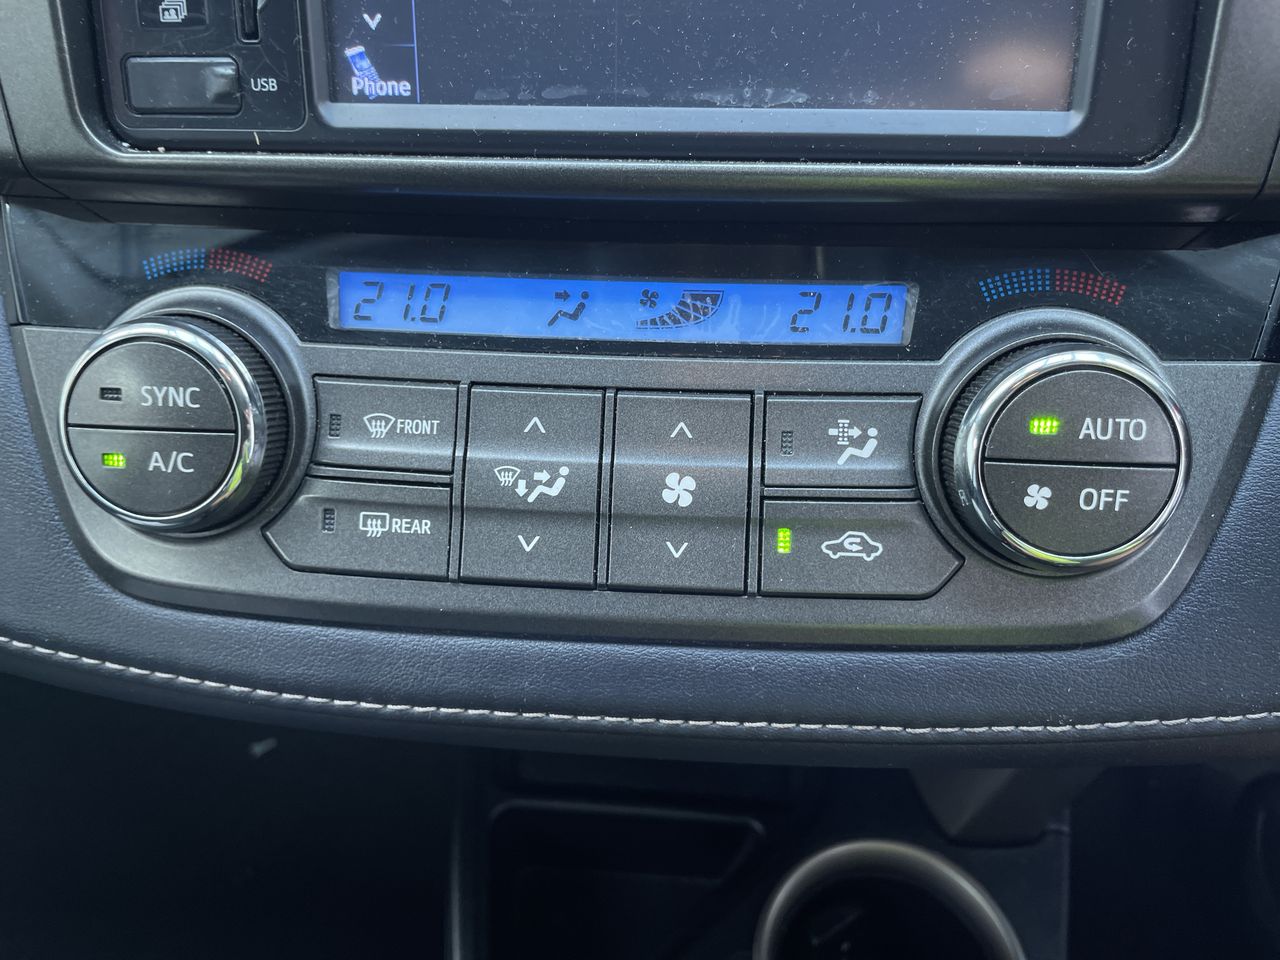 USB
Phone
21.0
21.0
SYNC
A/C
FRONT
REAR
AUTO
OFF